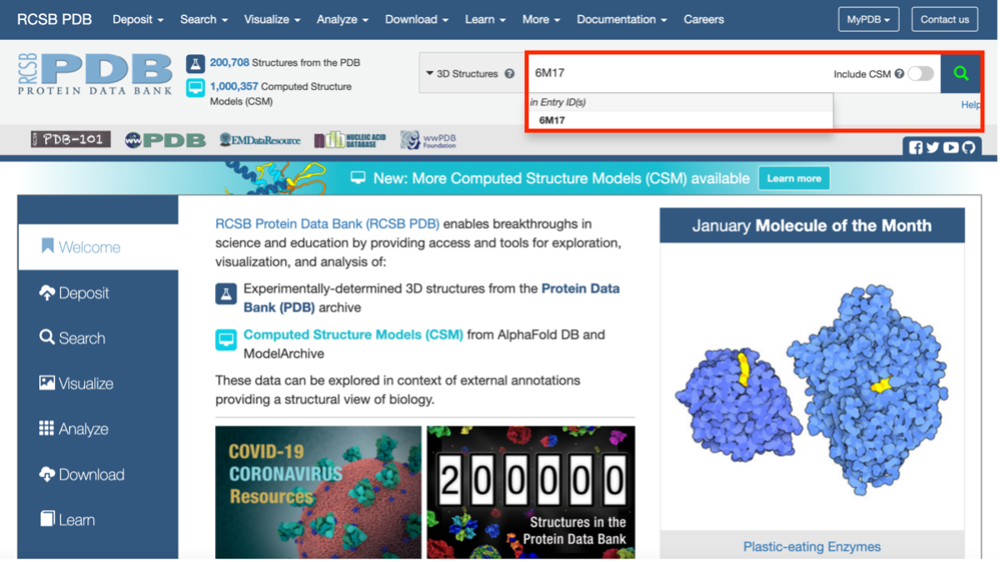 RCSB PDB Deposit Search Visualize Analyze Download Learn More Documentation Careers MyPDB Contact us
RCSB PDB
PROTEIN DATA BANK
200,708 Structures from the PDB
1,000,357 Computed Structure
Models (CSM)
3D Structures ? 6M17 Include CSM ?
in Entry ID(s)
6M17
Help
PDB-101
wwPDB
EMDataResource
NUCLEIC ACID
DATABASE
wwPDB
Foundation
New: More Computed Structure Models (CSM) available Learn more
Welcome
Deposit
Search
Visualize
Analyze
Download
Learn
RCSB Protein Data Bank (RCSB PDB) enables breakthroughs in
science and education by providing access and tools for exploration,
visualization, and analysis of:
Experimentally-determined 3D structures from the Protein Data
Bank (PDB) archive
Computed Structure Models (CSM) from AlphaFold DB and
ModelArchive
These data can be explored in context of external annotations
providing a structural view of biology.
COVID-19
CORONAVIRUS
Resources
200000
Structures in the
Protein Data Bank
January Molecule of the Month
Plastic-eating Enzymes